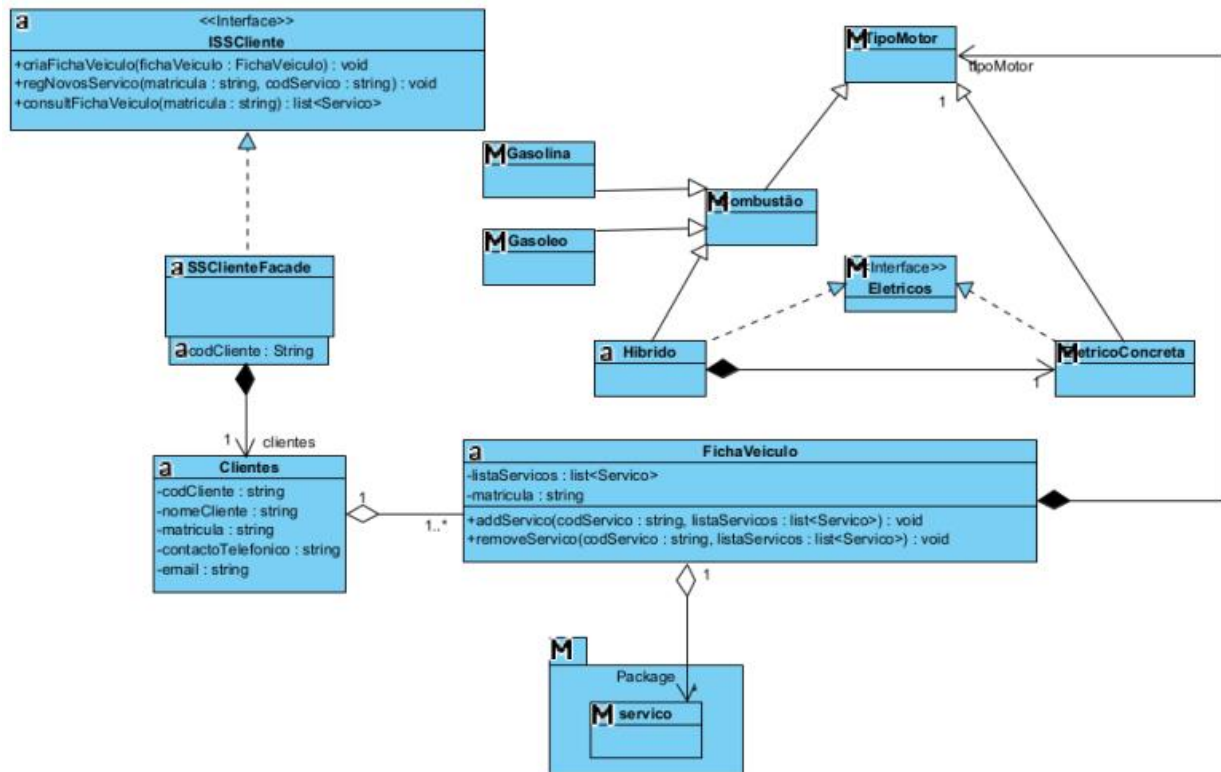 a
<<Interface>>
ISSCliente
+criaFichaVeiculo(fichaVeiculo : FichaVeiculo) : void
+regNovosServico(matricula : string, codServico : string) : void
+consultFichaVeiculo(matricula : string) : list<Servico>
M TipoMotor
tipoMotor
1
M Gasolina
M ombustão
M Gasoleo
a SSClienteFacade
a codCliente : String
M <Interface>>
Eletricos
a Hibrido
M etricoConcreta
1
1
clientes
a Clientes
-codCliente : string
-nomeCliente : string
-matricula : string
-contactoTelefonico : string
-email : string
1
1..*
a FichaVeiculo
-listaServicos : list<Servico>
-matricula : string
+addServico(codServico : string, listaServicos : list<Servico>) : void
+removeServico(codServico : string, listaServicos : list<Servico>) : void
1
M
Package
*
M servico